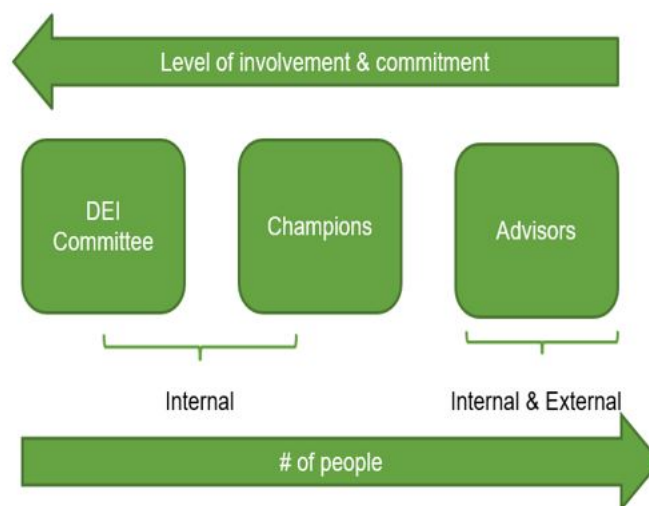 Level of involvement & commitment
DEI
Committee
Champions
Advisors
Internal
Internal & External
# of people